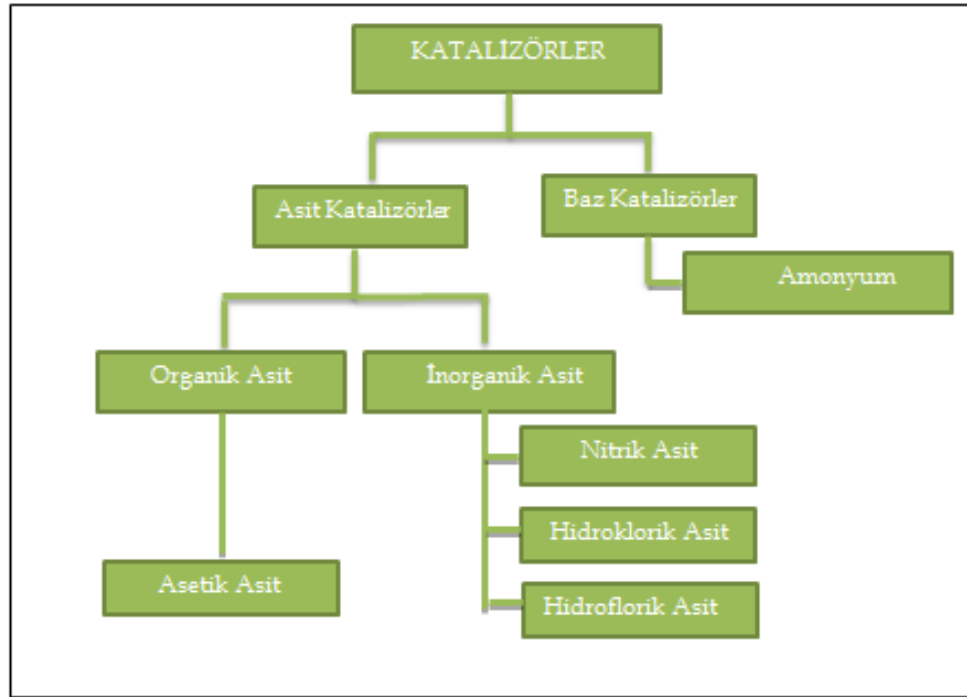 KATALİZÖRLER
Asit Katalizörler
Baz Katalizörler
Amonyum
Organik Asit
İnorganik Asit
Nitrik Asit
Hidroklorik Asit
Asetik Asit
Hidroflorik Asit